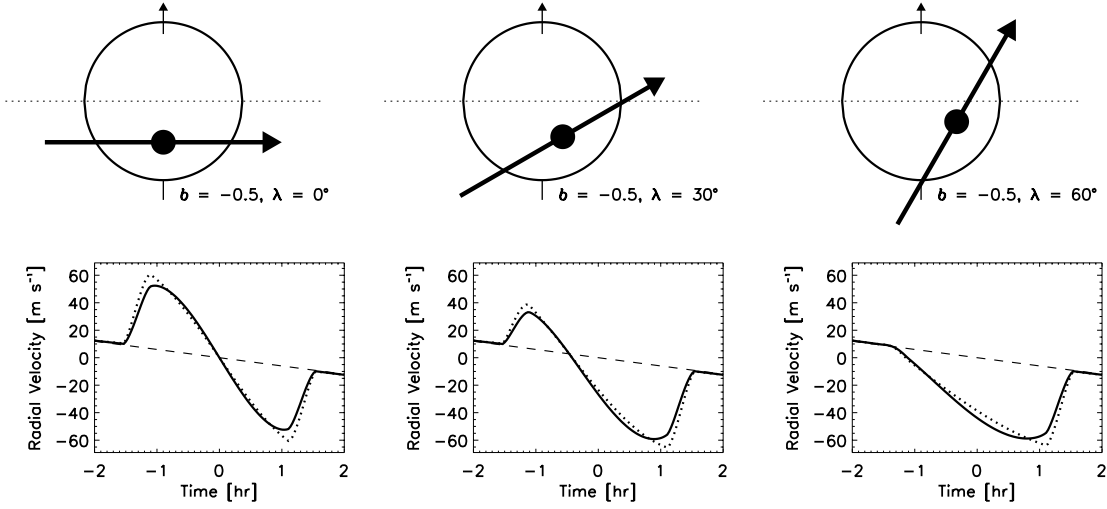 b = −0.5, λ = 0°
b = −0.5, λ = 30°
b = −0.5, λ = 60°
Radial Velocity [m s⁻¹]
60
40
20
0
−20
−40
−60
−2 −1 0 1 2
Time [hr]
Radial Velocity [m s⁻¹]
60
40
20
0
−20
−40
−60
−2 −1 0 1 2
Time [hr]
Radial Velocity [m s⁻¹]
60
40
20
0
−20
−40
−60
−2 −1 0 1 2
Time [hr]